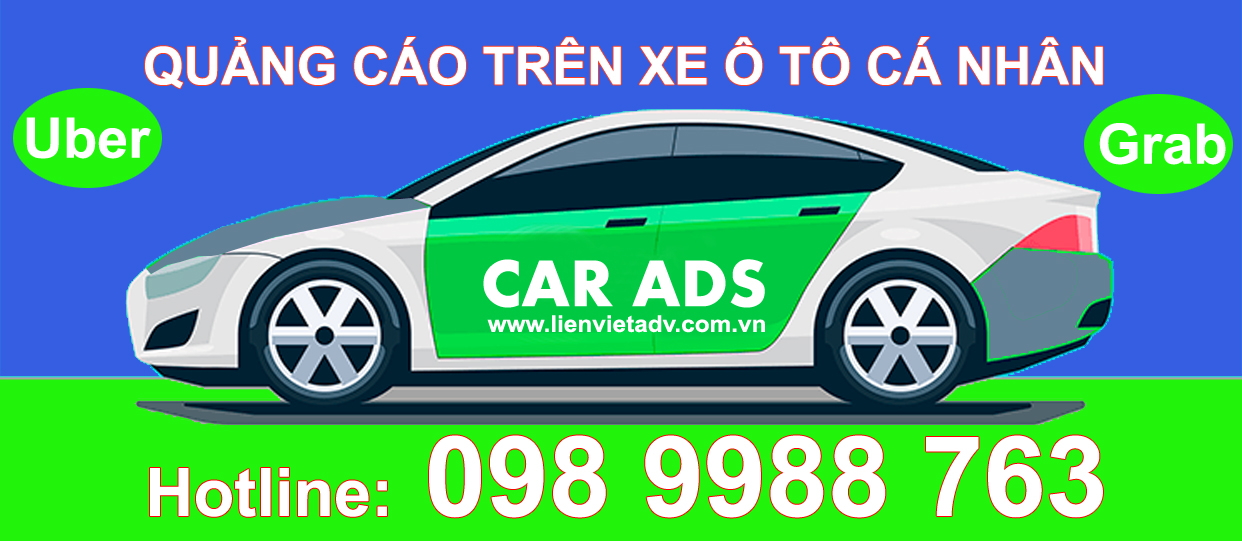 QUẢNG CÁO TRÊN XE Ô TÔ CÁ NHÂN
Uber
Grab
CAR ADS
www.lienvietadv.com.vn
Hotline: 098 9988 763